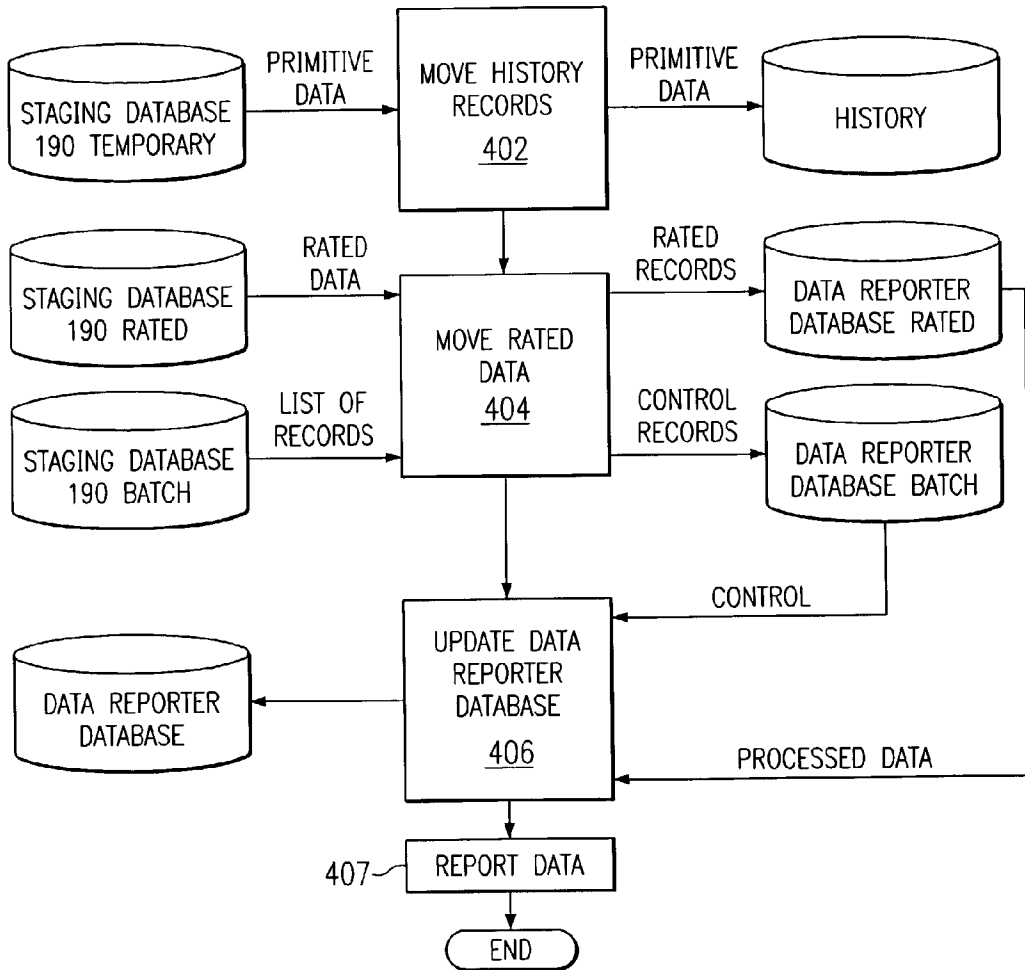 STAGING DATABASE
190 TEMPORARY
PRIMITIVE
DATA
MOVE HISTORY
RECORDS
402
PRIMITIVE
DATA
HISTORY
STAGING DATABASE
190 RATED
RATED
DATA
MOVE RATED
DATA
404
RATED
RECORDS
DATA REPORTER
DATABASE RATED
STAGING DATABASE
190 BATCH
LIST OF
RECORDS
CONTROL
RECORDS
DATA REPORTER
DATABASE BATCH
CONTROL
UPDATE DATA
REPORTER
DATABASE
406
DATA REPORTER
DATABASE
PROCESSED DATA
407
REPORT DATA
END